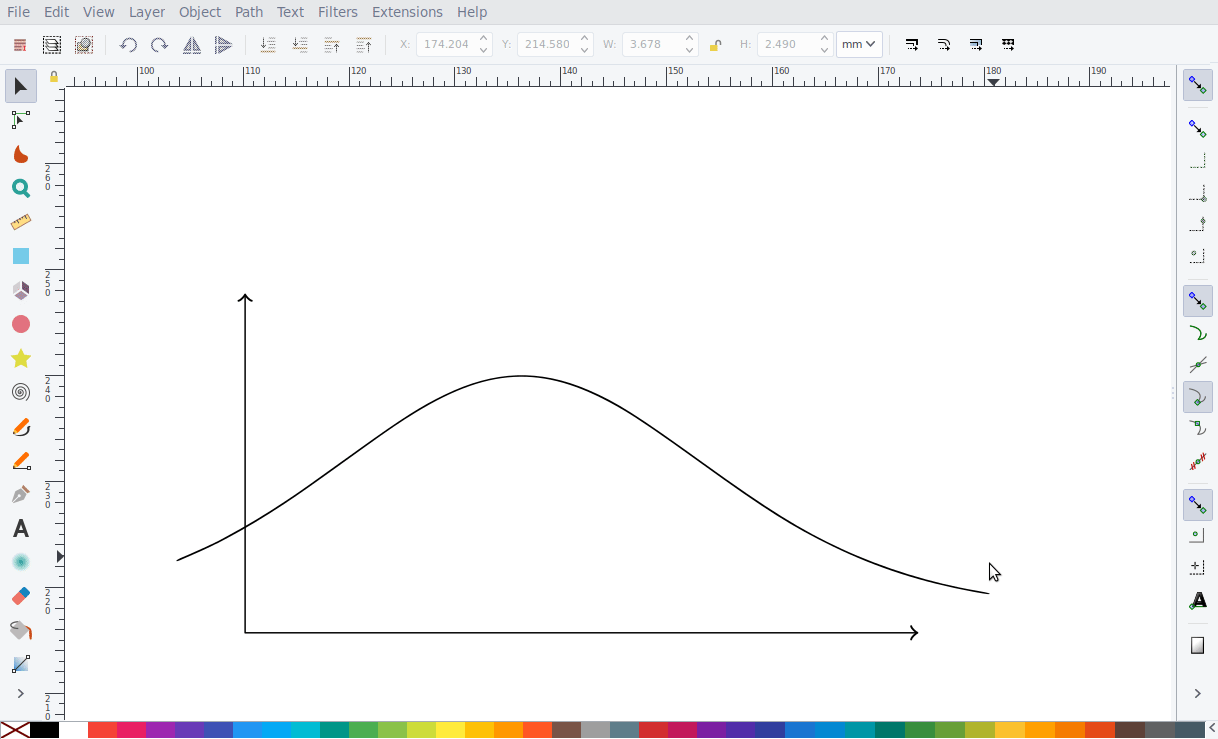 File Edit View Layer Object Path Text Filters Extensions Help
X: 174.204 Y: 214.580 W: 3.678 H: 2.490 mm
100 110 120 130 140 150 160 170 180 190
260
250
240
230
220
210